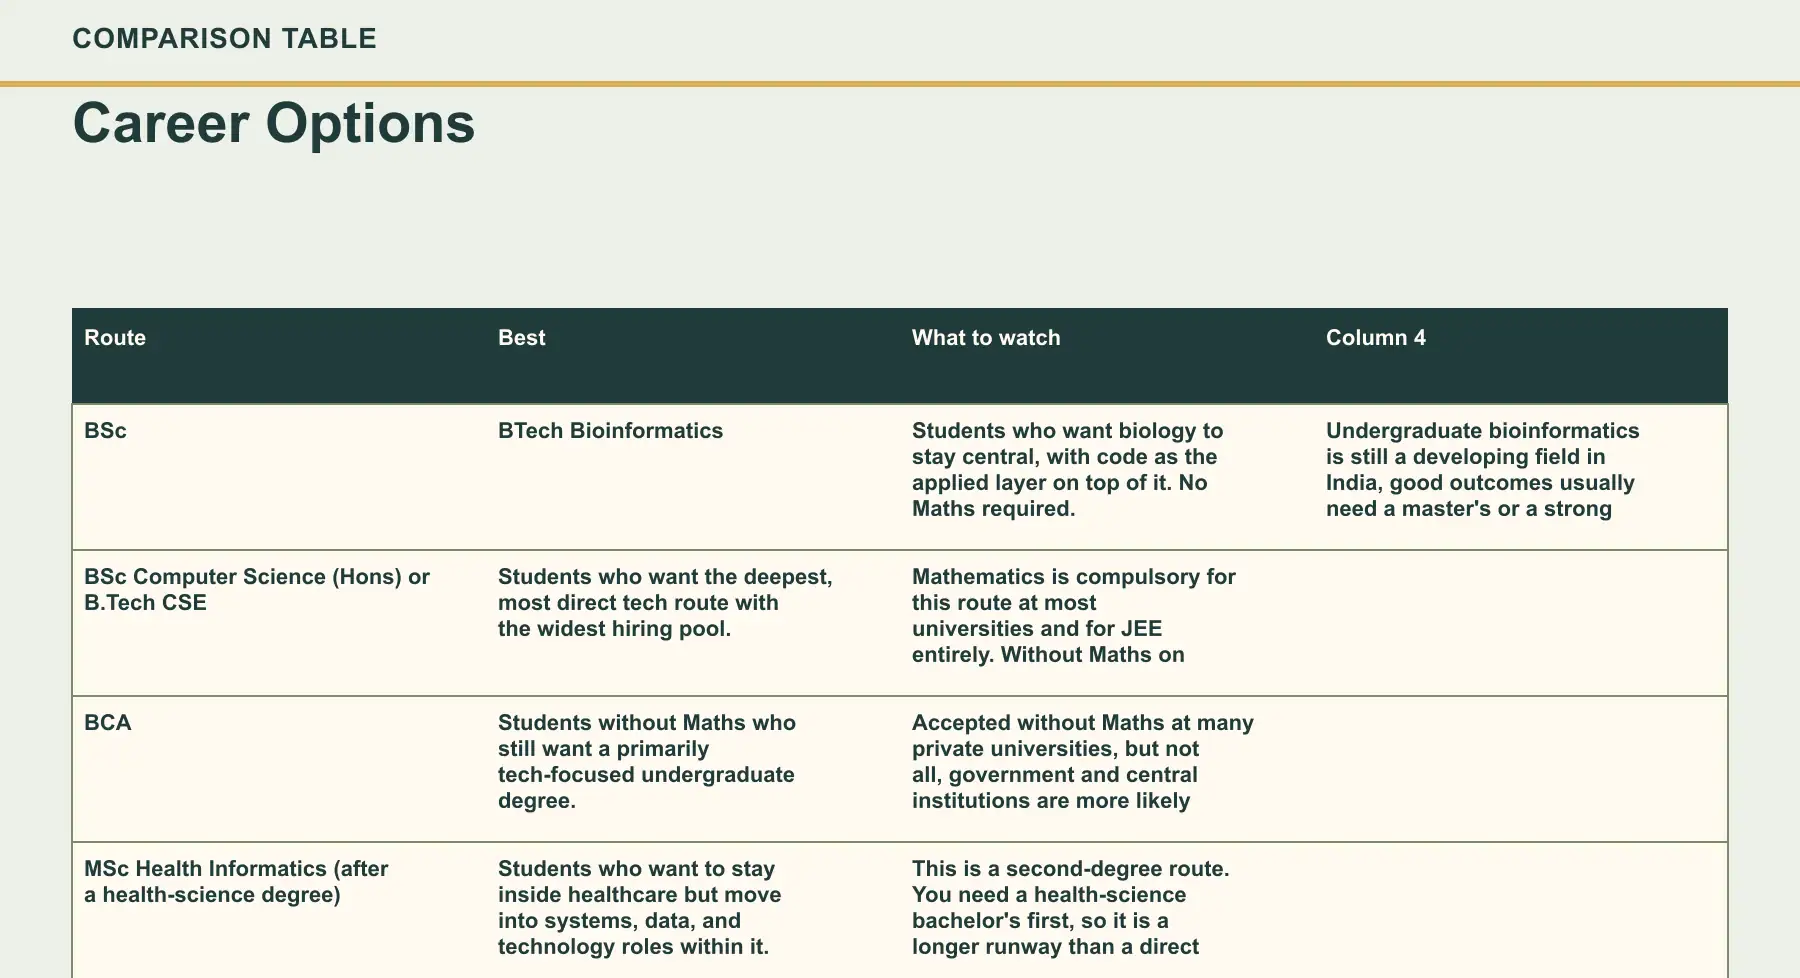 COMPARISON TABLE
Career Options
Route
Best
What to watch
Column 4
BSc
BTech Bioinformatics
Students who want biology to
stay central, with code as the
applied layer on top of it. No
Maths required.
Undergraduate bioinformatics
is still a developing field in
India, good outcomes usually
need a master's or a strong
BSc Computer Science (Hons) or
B.Tech CSE
Students who want the deepest,
most direct tech route with
the widest hiring pool.
Mathematics is compulsory for
this route at most
universities and for JEE
entirely. Without Maths on
BCA
Students without Maths who
still want a primarily
tech-focused undergraduate
degree.
Accepted without Maths at many
private universities, but not
all, government and central
institutions are more likely
MSc Health Informatics (after
a health-science degree)
Students who want to stay
inside healthcare but move
into systems, data, and
technology roles within it.
This is a second-degree route.
You need a health-science
bachelor's first, so it is a
longer runway than a direct